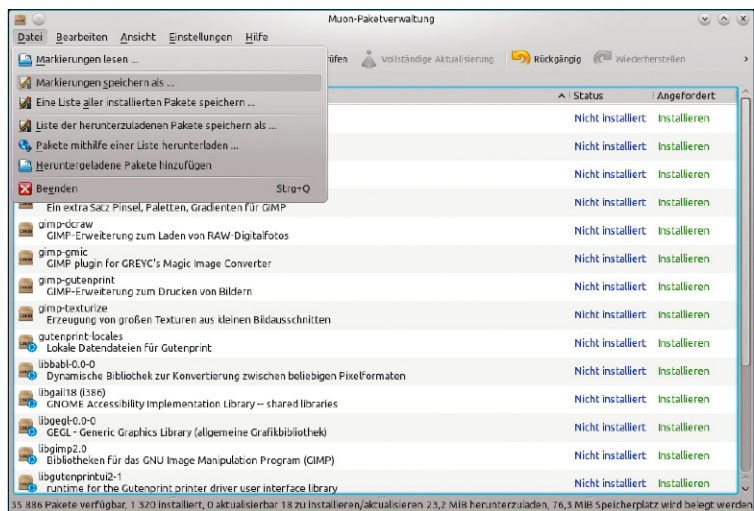 Muon-Paketverwaltung
Datei Bearbeiten Ansicht Einstellungen Hilfe
Markierungen lesen ...
Markierungen speichern als ...
Eine Liste aller installierten Pakete speichern ...
Liste der herunterzuladenen Pakete speichern als ...
Pakete mithilfe einer Liste herunterladen ...
Heruntergeladene Pakete hinzufügen
Beenden Strg+Q
Vollständige Aktualisierung Rückgängig Wiederherstellen
Status Angefordert
Nicht installiert Installieren
Nicht installiert Installieren
Nicht installiert Installieren
Nicht installiert Installieren
Ein extra Satz Pinsel, Paletten, Gradienten für GIMP
gimp-dcraw
GIMP-Erweiterung zum Laden von RAW-Digitalfotos Nicht installiert Installieren
gimp-gmic
GIMP plugin for GREYC's Magic Image Converter Nicht installiert Installieren
gimp-gutenprint
GIMP-Erweiterung zum Drucken von Bildern Nicht installiert Installieren
gimp-texturize
Erzeugung von großen Texturen aus kleinen Bildausschnitten Nicht installiert Installieren
gutenprint-locales
Lokale Datendateien für Gutenprint Nicht installiert Installieren
libbabl-0.0-0
Dynamische Bibliothek zur Konvertierung zwischen beliebigen Pixelformaten Nicht installiert Installieren
libgail18 (i386)
GNOME Accessibility Implementation Library -- shared libraries Nicht installiert Installieren
libgegl-0.0-0
GEGL - Generic Graphics Library (allgemeine Grafikbibliothek) Nicht installiert Installieren
libgimp2.0
Bibliotheken für das GNU Image Manipulation Program (GIMP) Nicht installiert Installieren
libgutenprintui2-1
runtime for the Gutenprint printer driver user interface library Nicht installiert Installieren
35 886 Pakete verfügbar, 1 320 installiert, 0 aktualisierbar 18 zu installieren/aktualisieren 23,2 MiB herunterzuladen, 76,3 MiB Speicherplatz wird belegt werden